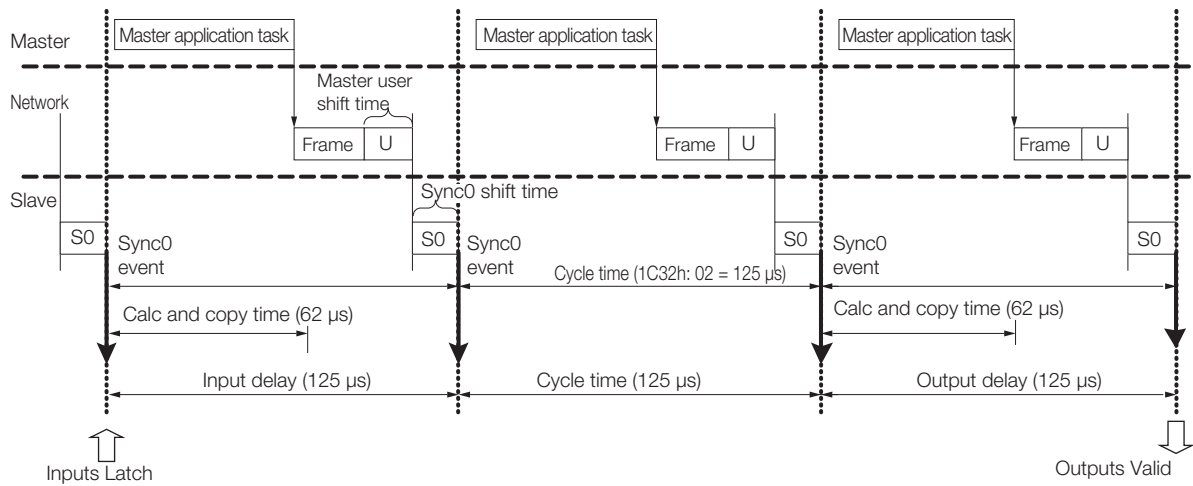 Master
Master application task
Master application task
Master application task
Master user
shift time
Network
Frame
U
Frame
U
Frame
U
Slave
Sync0 shift time
S0
Sync0
event
S0
Sync0
event
S0
Sync0
event
S0
Cycle time (1C32h: 02 = 125 μs)
Calc and copy time (62 μs)
Calc and copy time (62 μs)
Input delay (125 μs)
Cycle time (125 μs)
Output delay (125 μs)
Inputs Latch
Outputs Valid